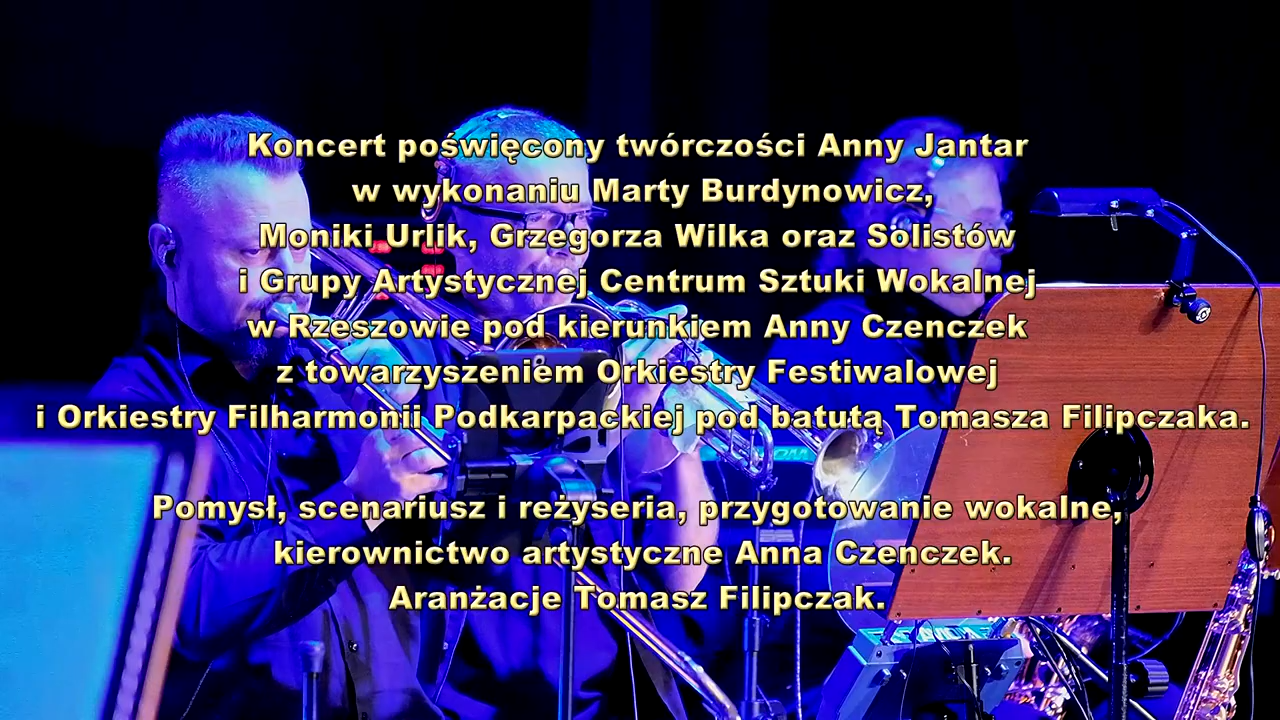 Koncert poświęcony twórczości Anny Jantar
w wykonaniu Marty Burdynowicz,
Moniki Urlik, Grzegorza Wilka oraz Solistów
i Grupy Artystycznej Centrum Sztuki Wokalnej
w Rzeszowie pod kierunkiem Anny Czenczek
z towarzyszeniem Orkiestry Festiwalowej
i Orkiestry Filharmonii Podkarpackiej pod batutą Tomasza Filipczaka.
Pomysł, scenariusz i reżyseria, przygotowanie wokalne,
kierownictwo artystyczne Anna Czenczek.
Aranżacje Tomasz Filipczak.